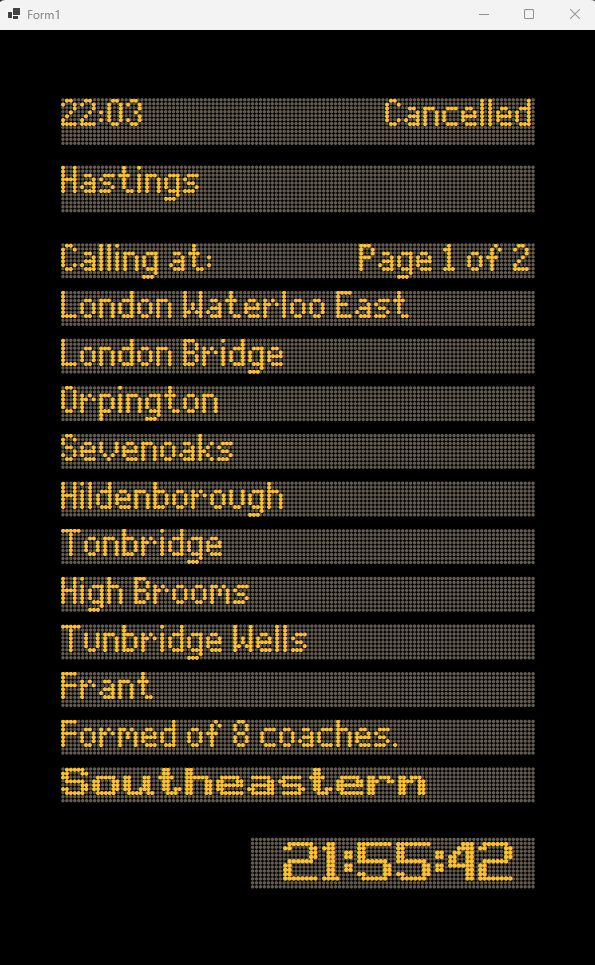 Form1
22:03 Cancelled
Hastings
Calling at: Page 1 of 2
London Waterloo East
London Bridge
Orpington
Sevenoaks
Hildenborough
Tonbridge
High Brooms
Tunbridge Wells
Frant
Formed of 8 coaches.
Southeastern
21:55:42